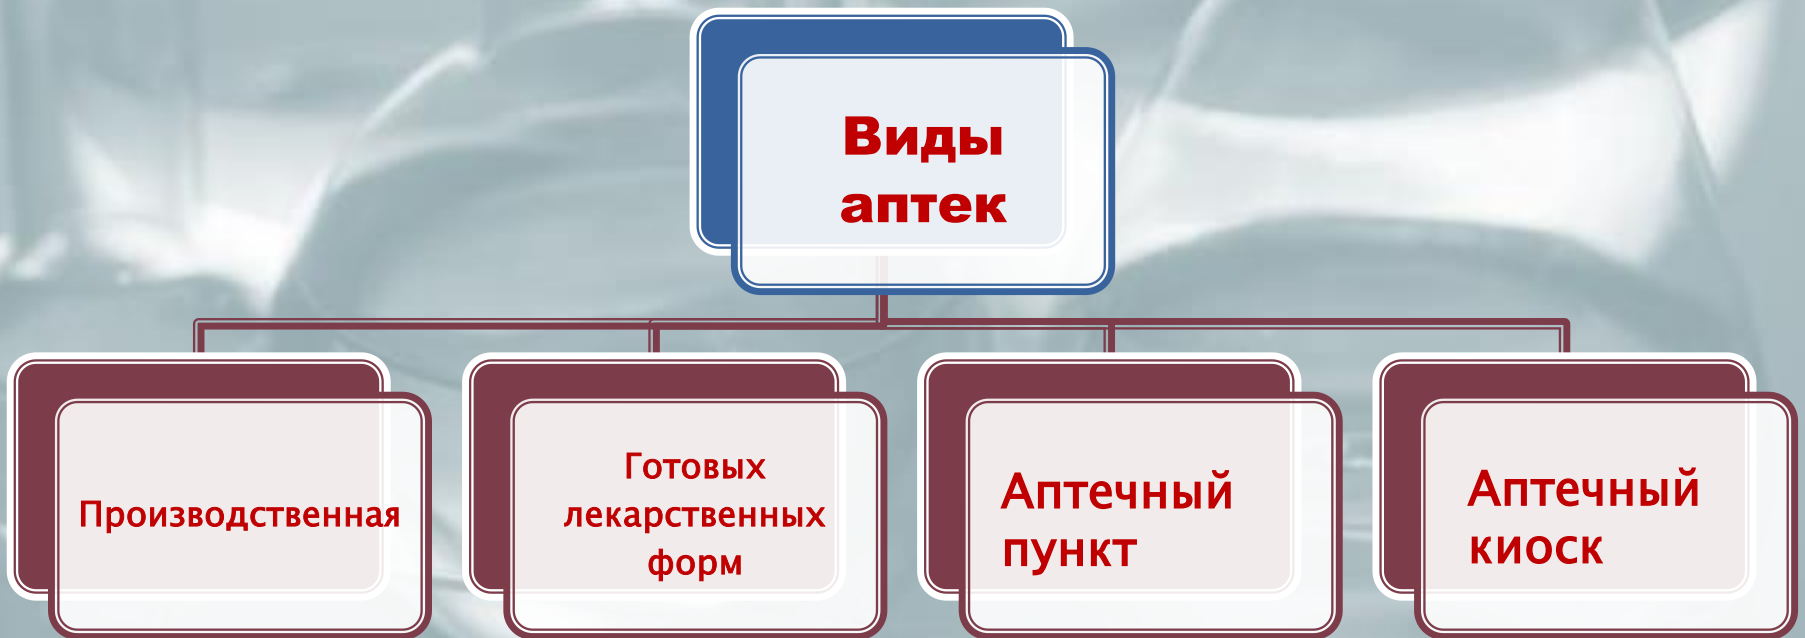 Виды
аптек
Производственная
Готовых
лекарственных
форм
Аптечный
пункт
Аптечный
киоск